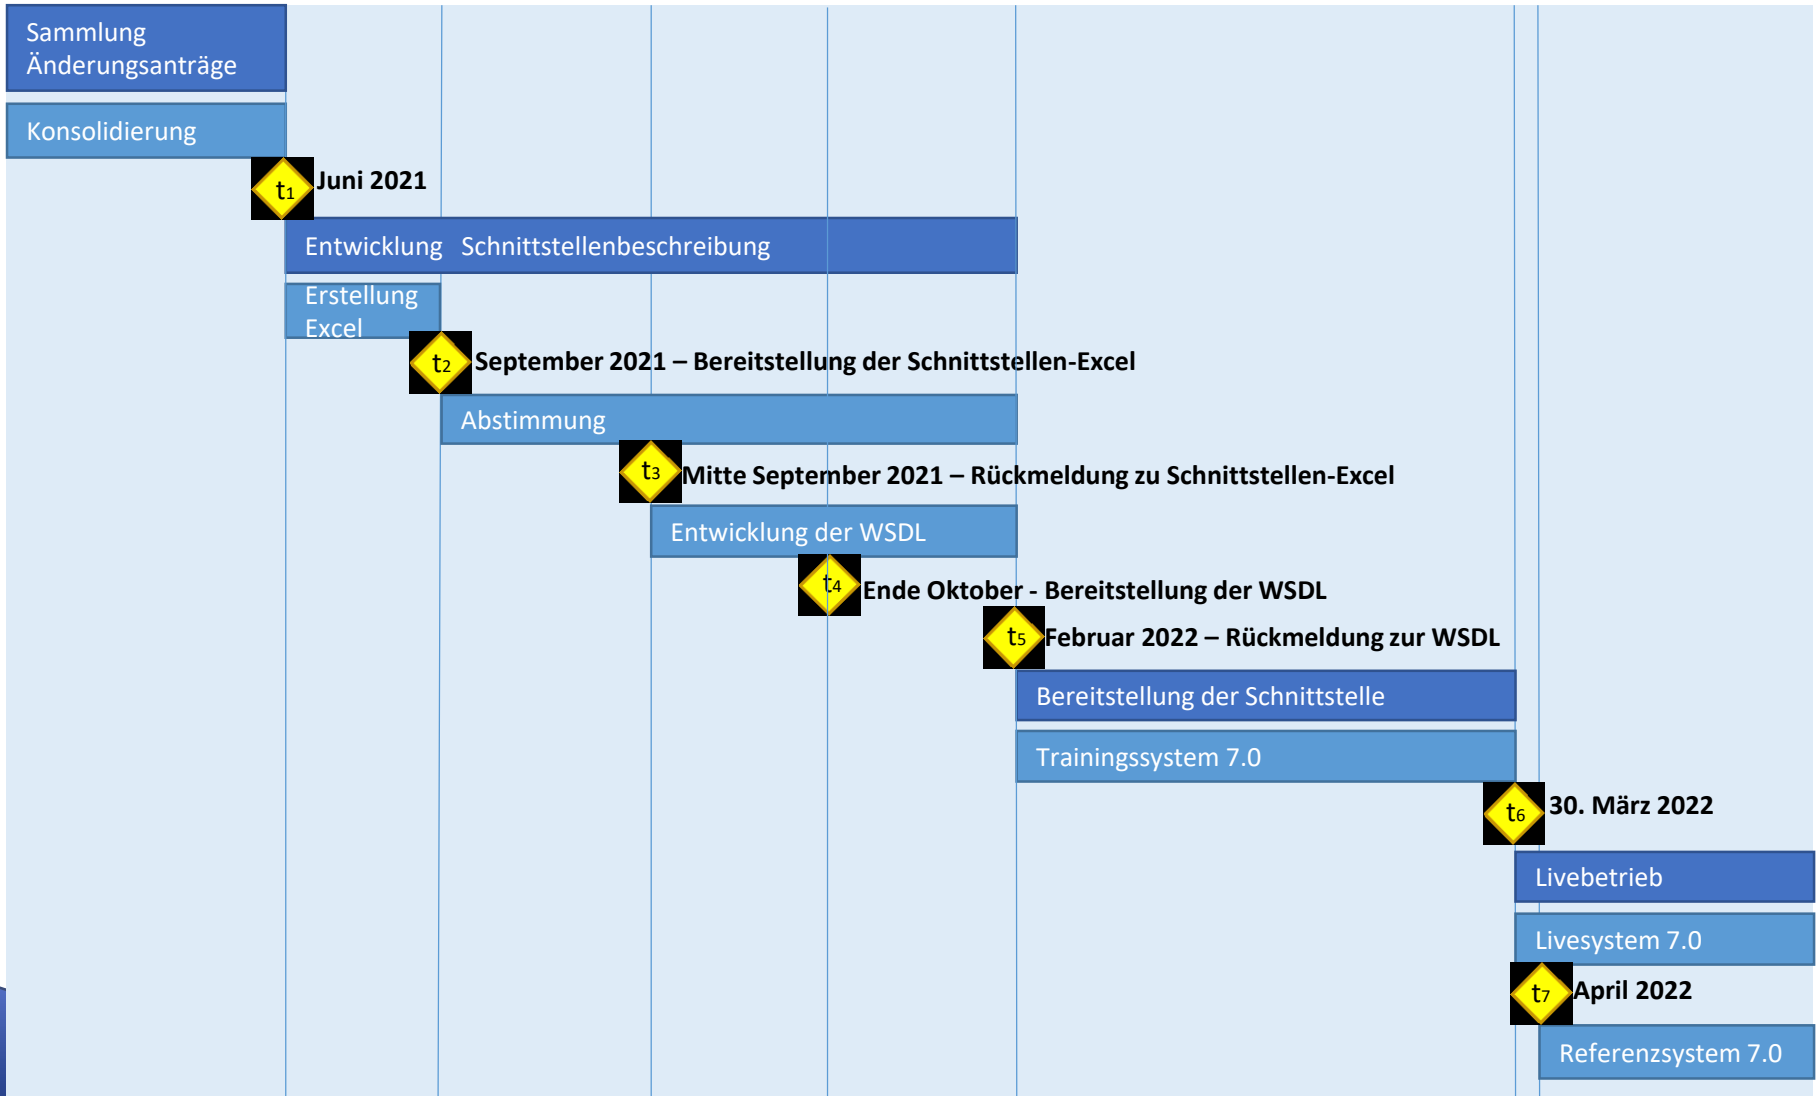 Sammlung
Änderungsanträge
Konsolidierung
t1 Juni 2021
Entwicklung Schnittstellenbeschreibung
Erstellung
Excel
t2 September 2021 – Bereitstellung der Schnittstellen-Excel
Abstimmung
t3 Mitte September 2021 – Rückmeldung zu Schnittstellen-Excel
Entwicklung der WSDL
t4 Ende Oktober - Bereitstellung der WSDL
t5 Februar 2022 – Rückmeldung zur WSDL
Bereitstellung der Schnittstelle
Trainingssystem 7.0
t6 30. März 2022
Livebetrieb
Livesystem 7.0
t7 April 2022
Referenzsystem 7.0